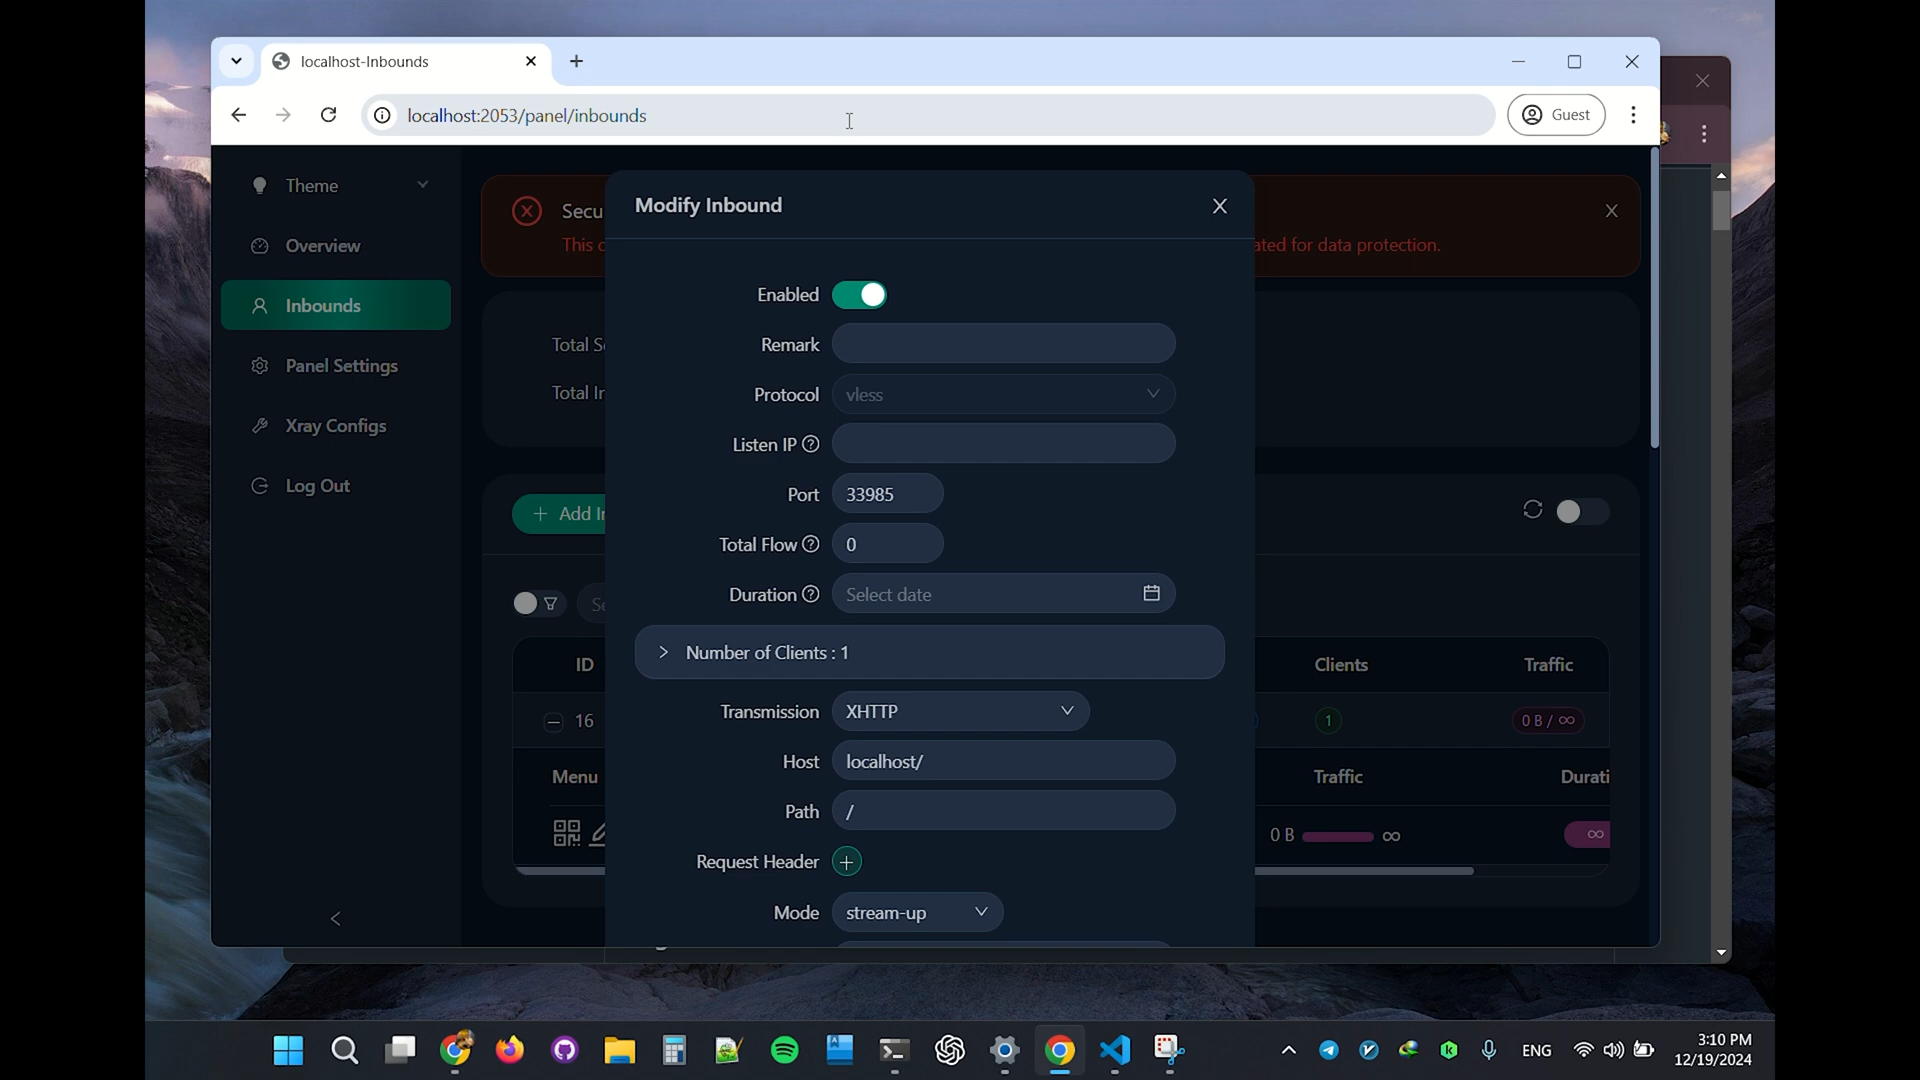 localhost-Inbounds
localhost:2053/panel/inbounds
Guest
Theme
Overview
Inbounds
Panel Settings
Xray Configs
Log Out
Secu
This c
ated for data protection.
Modify Inbound
Enabled
Remark
Protocol vless
Listen IP
Port 33985
Total Flow 0
Duration Select date
Number of Clients : 1
Transmission XHTTP
Host localhost/
Path /
Request Header
Mode stream-up
Total S
Total Ir
Add Ir
Se
ID Clients Traffic
16 1 0 B / ∞
Menu Traffic Durati
0 B ∞ ∞
ENG
3:10 PM
12/19/2024